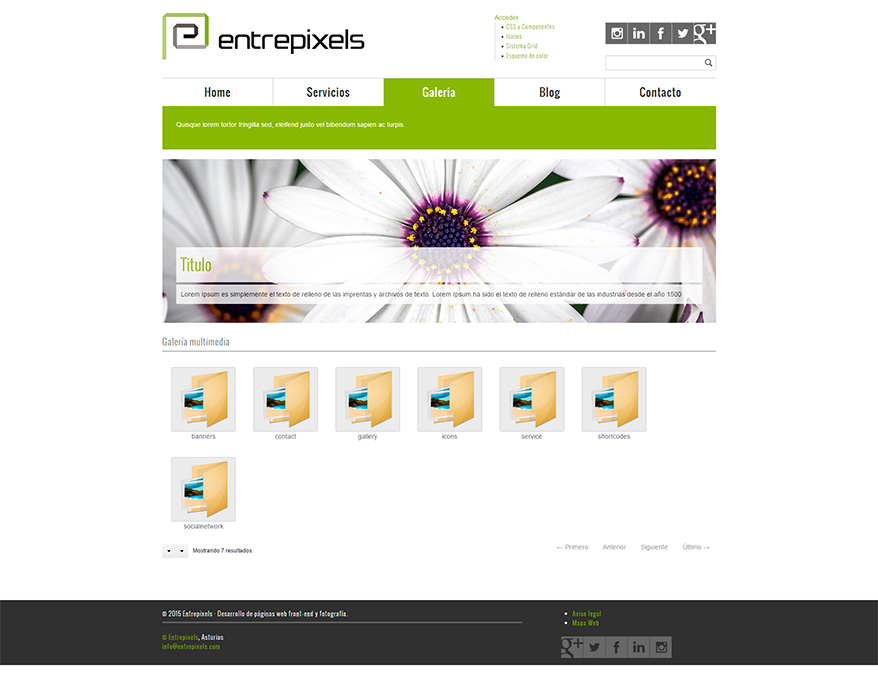 entrepixels
Acceder
CSS y Componentes
Iconos
Sistema Grid
Esquema de color
Home Servicios Galería Blog Contacto
Quisque lorem tortor fringilla sed, eleifend justo vel bibendum sapien ac turpis.
Titulo
Lorem Ipsum es simplemente el texto de relleno de las imprentas y archivos de texto. Lorem Ipsum ha sido el texto de relleno estándar de las industrias desde el año 1500
Galería multimedia
banners contact gallery icons service shortcodes
socialnetwork
Mostrando 7 resultados.
← Primero Anterior Siguiente Último →
© 2015 Entrepixels - Desarrollo de páginas web front-end y fotografía.
© Entrepixels, Asturias
info@entrepixels.com
Aviso legal
Mapa Web